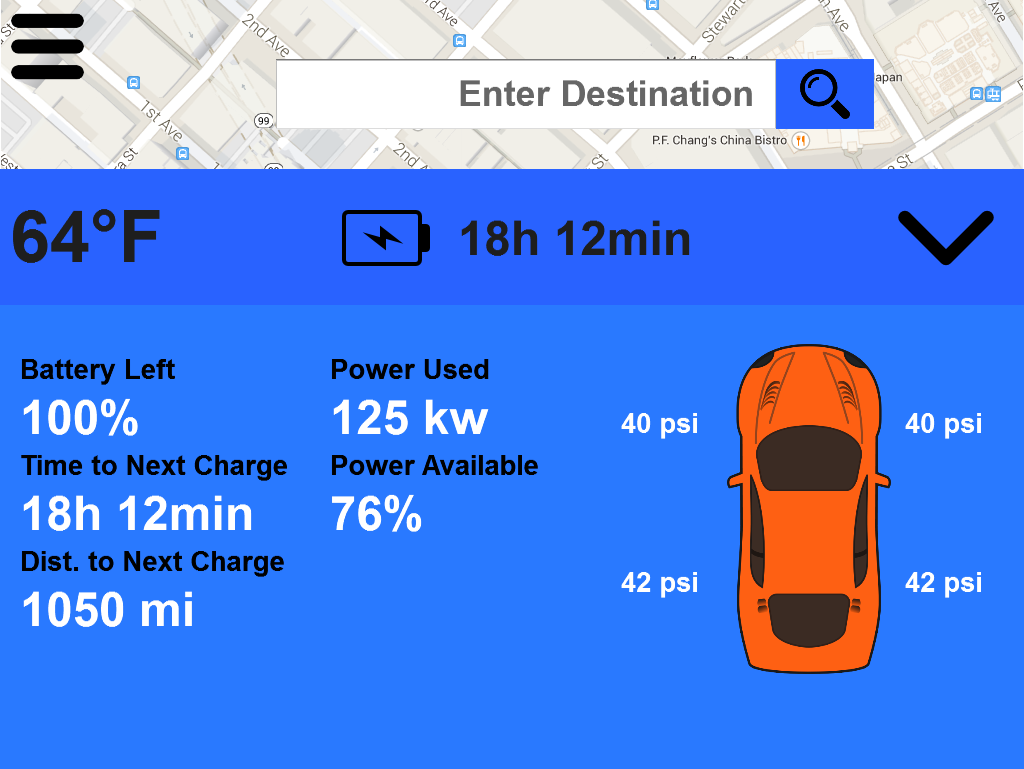 2nd Ave
Stewart
Ave
apan
Enter Destination
99
1st Ave
P.F. Chang's China Bistro
2nd
St
St
St
64°F
18h 12min
Battery Left
Power Used
100%
125 kw
40 psi
40 psi
Time to Next Charge
Power Available
18h 12min
76%
Dist. to Next Charge
42 psi
42 psi
1050 mi